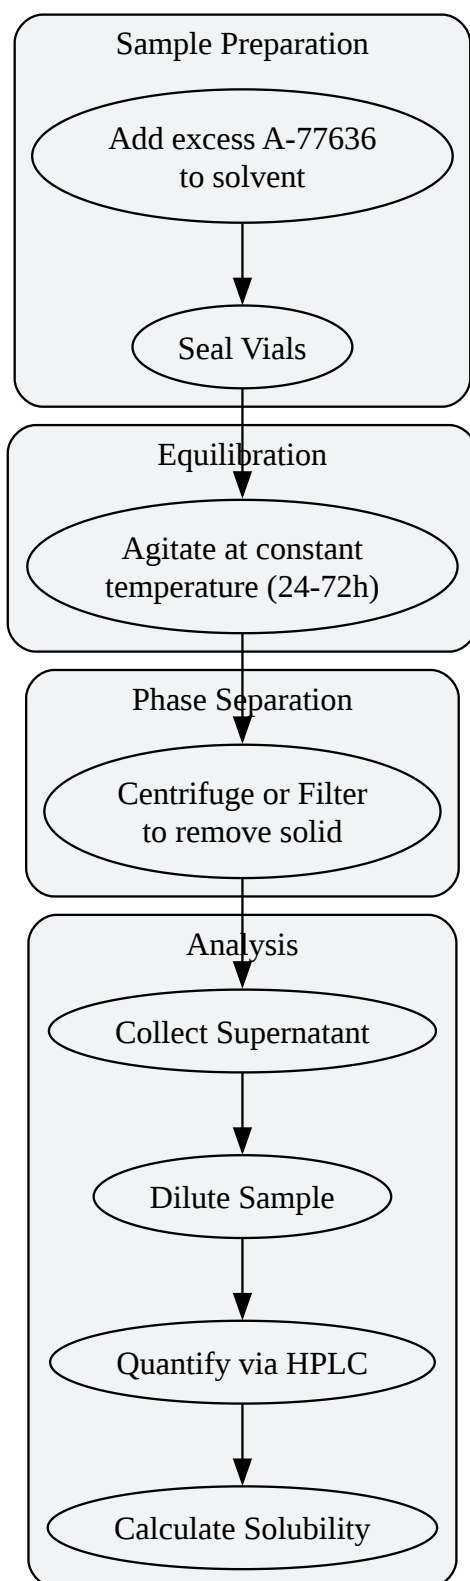 Sample Preparation
Add excess A-77636
to solvent
Seal Vials
Equilibration
Agitate at constant
temperature (24-72h)
Phase Separation
Centrifuge or Filter
to remove solid
Analysis
Collect Supernatant
Dilute Sample
Quantify via HPLC
Calculate Solubility